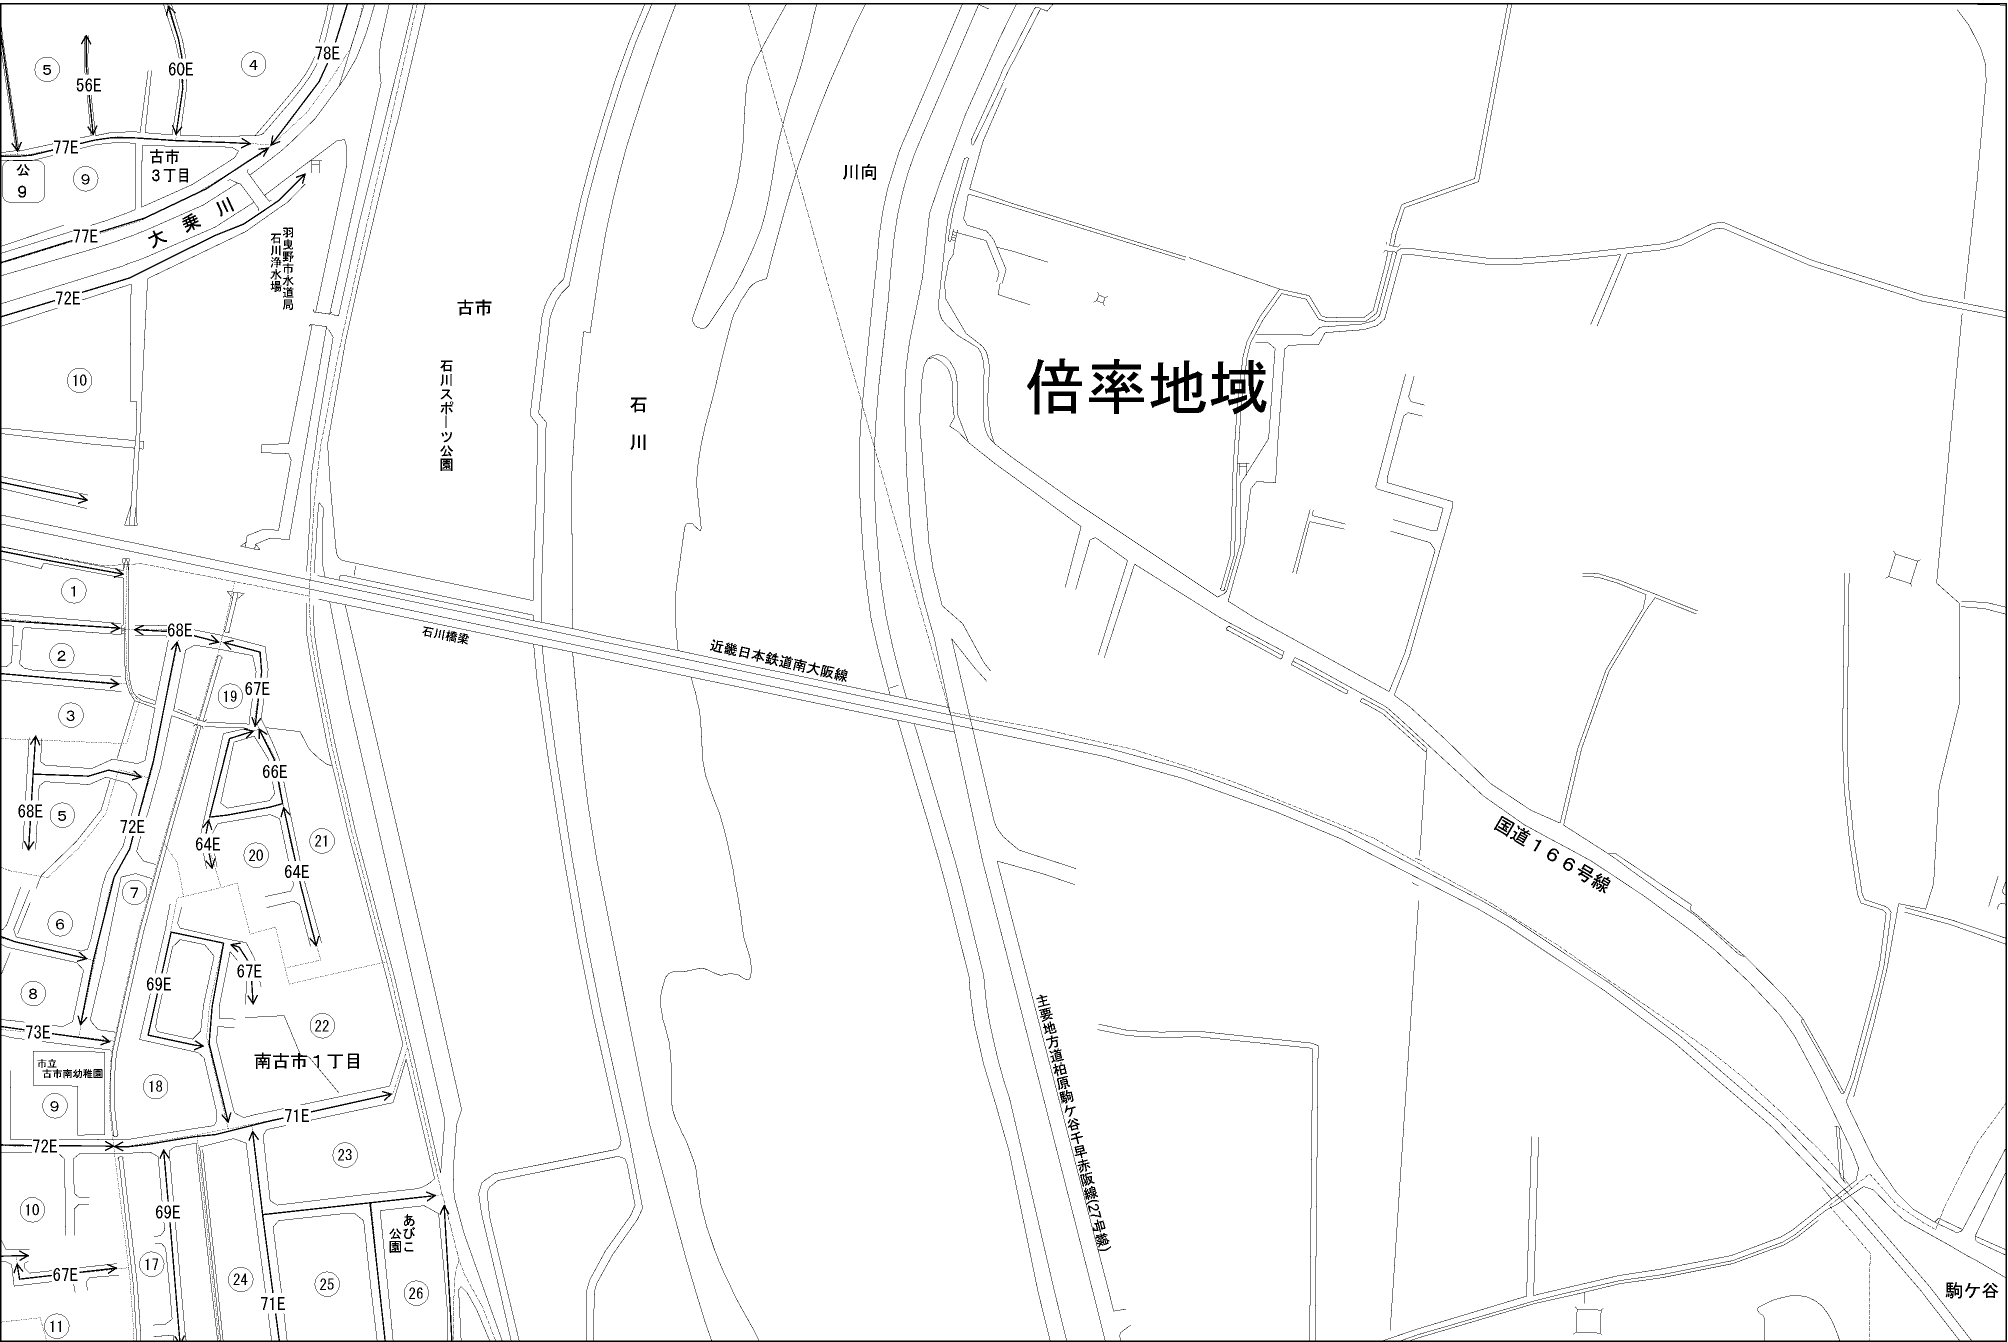 78E
60E
④
⑤
56E
77E
古市
3丁目
公
9
⑨
川向
大乗川
77E
羽曳野市水道局
石川浄水場
72E
古市
⑩
石川スポーツ公園
石川
倍率地域
①
68E
石川橋梁
近畿日本鉄道南大阪線
②
67E
⑲
③
66E
68E
⑤
72E
64E
⑳
㉑
64E
国道166号線
⑦
⑥
67E
69E
⑧
73E
㉒
主要地方道柏原駒ケ谷千早赤阪線(27号線)
南古市1丁目
市立
古市南幼稚園
⑱
⑨
71E
72E
㉓
⑩
69E
あびこ
公園
⑰
67E
㉔
㉕
㉖
71E
駒ケ谷
⑪